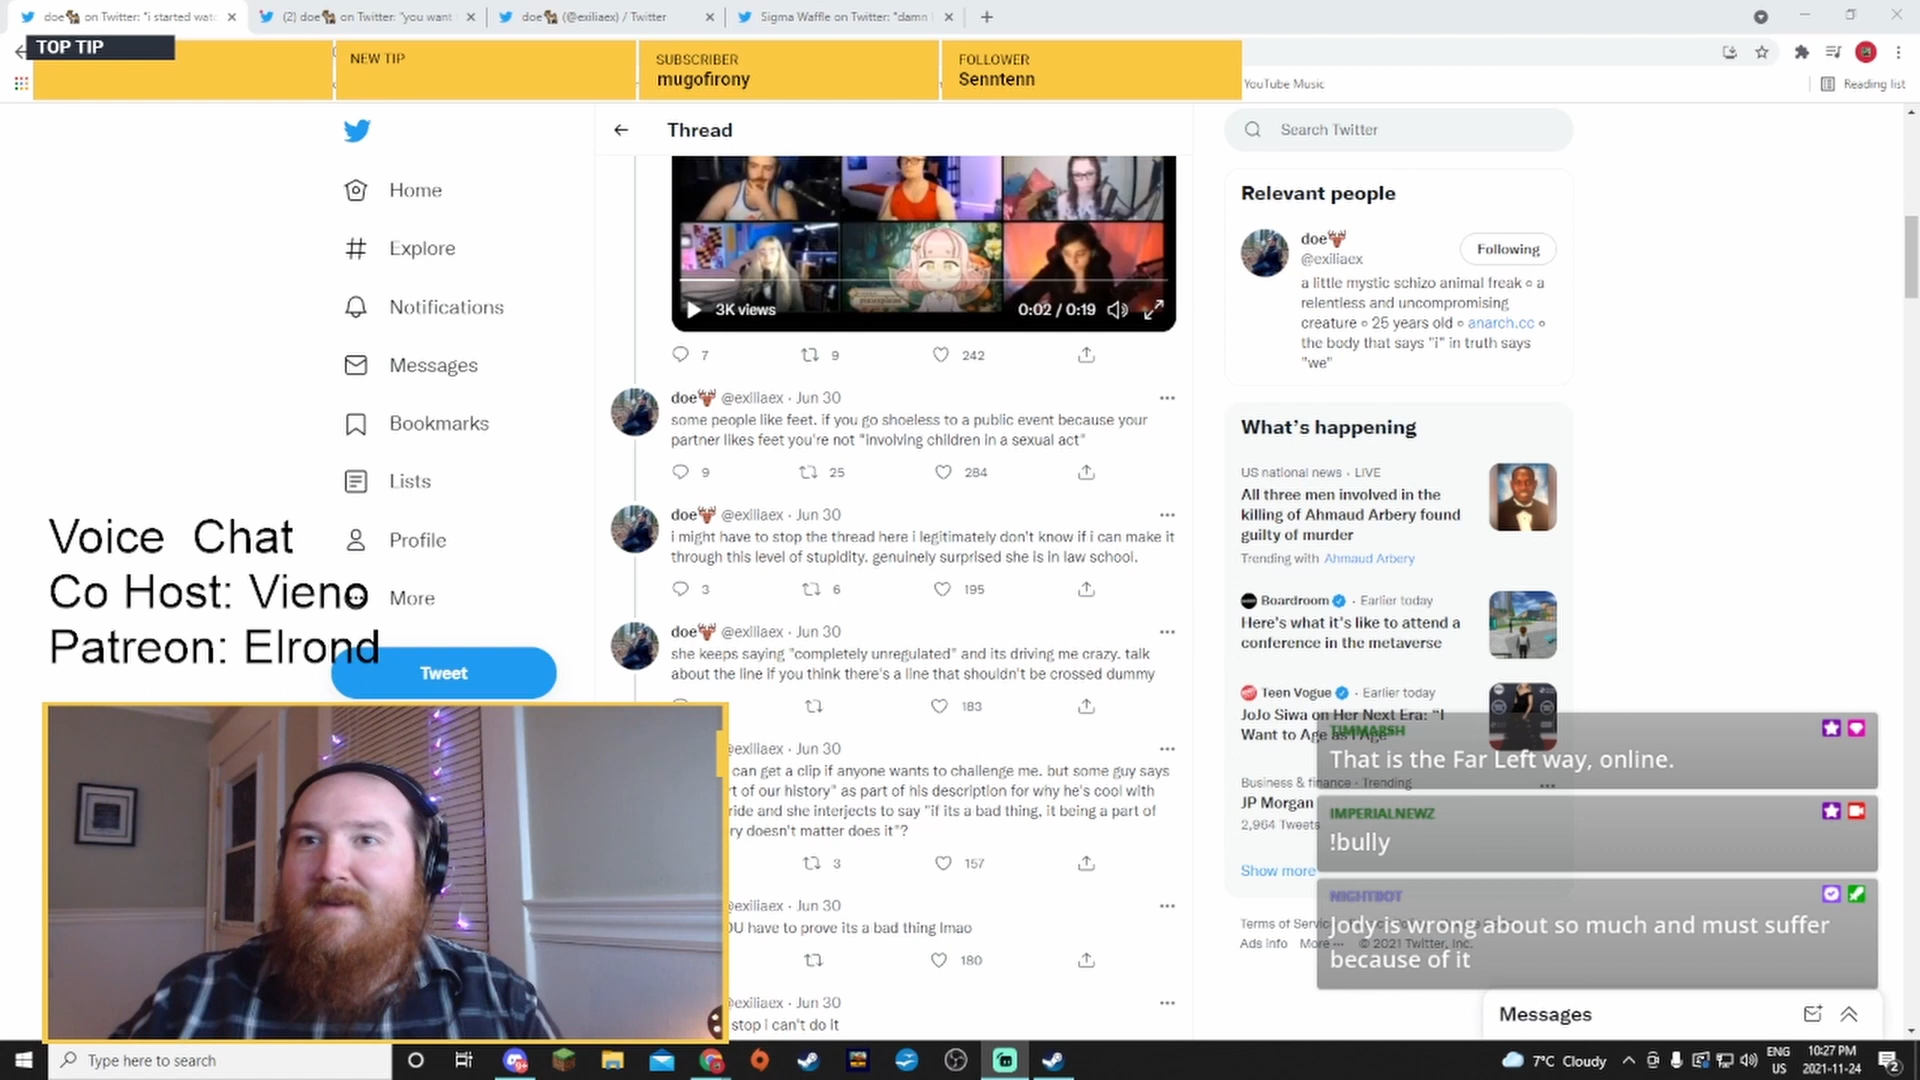 doe on Twitter: "i started wat
(2) doe on Twitter: "you want
doe (@exiliaex) / Twitter
Sigma Waffle on Twitter: "damn
TOP TIP
NEW TIP
SUBSCRIBER
mugofirony
FOLLOWER
Senntenn
YouTube Music
Reading list
Thread
Search Twitter
Home
Explore
Notifications
Messages
Bookmarks
Lists
Profile
More
Tweet
Voice Chat
Co Host: Vieno
Patreon: Elrond
3K views
0:02 / 0:19
7
9
242
doe @exiliaex · Jun 30
some people like feet. if you go shoeless to a public event because your
partner likes feet you're not "involving children in a sexual act"
9
25
284
doe @exiliaex · Jun 30
i might have to stop the thread here i legitimately don't know if i can make it
through this level of stupidity. genuinely surprised she is in law school.
3
6
195
doe @exiliaex · Jun 30
she keeps saying "completely unregulated" and its driving me crazy. talk
about the line if you think there's a line that shouldn't be crossed dummy
183
@exiliaex · Jun 30
can get a clip if anyone wants to challenge me. but some guy says
rt of our history" as part of his description for why he's cool with
ride and she interjects to say "if its a bad thing, it being a part of
ry doesn't matter does it"?
3
157
@exiliaex · Jun 30
OU have to prove its a bad thing lmao
180
@exiliaex · Jun 30
stop i can't do it
Relevant people
doe
@exiliaex
Following
a little mystic schizo animal freak ∘ a
relentless and uncompromising
creature ∘ 25 years old ∘ anarch.cc ∘
the body that says "i" in truth says
"we"
What's happening
US national news · LIVE
All three men involved in the
killing of Ahmaud Arbery found
guilty of murder
Trending with Ahmaud Arbery
Boardroom · Earlier today
Here's what it's like to attend a
conference in the metaverse
Teen Vogue · Earlier today
JoJo Siwa on Her Next Era: "I
Want to Age as I Age"
Business & finance · Trending
JP Morgan
2,964 Tweets
Show more
Terms of Service
Ads info More ··· © 2021 Twitter, Inc.
TIMMARSH
That is the Far Left way, online.
IMPERIALNEWZ
!bully
NIGHTBOT
Jody is wrong about so much and must suffer
because of it
Messages
Type here to search
7°C Cloudy
ENG
US
10:27 PM
2021-11-24
2